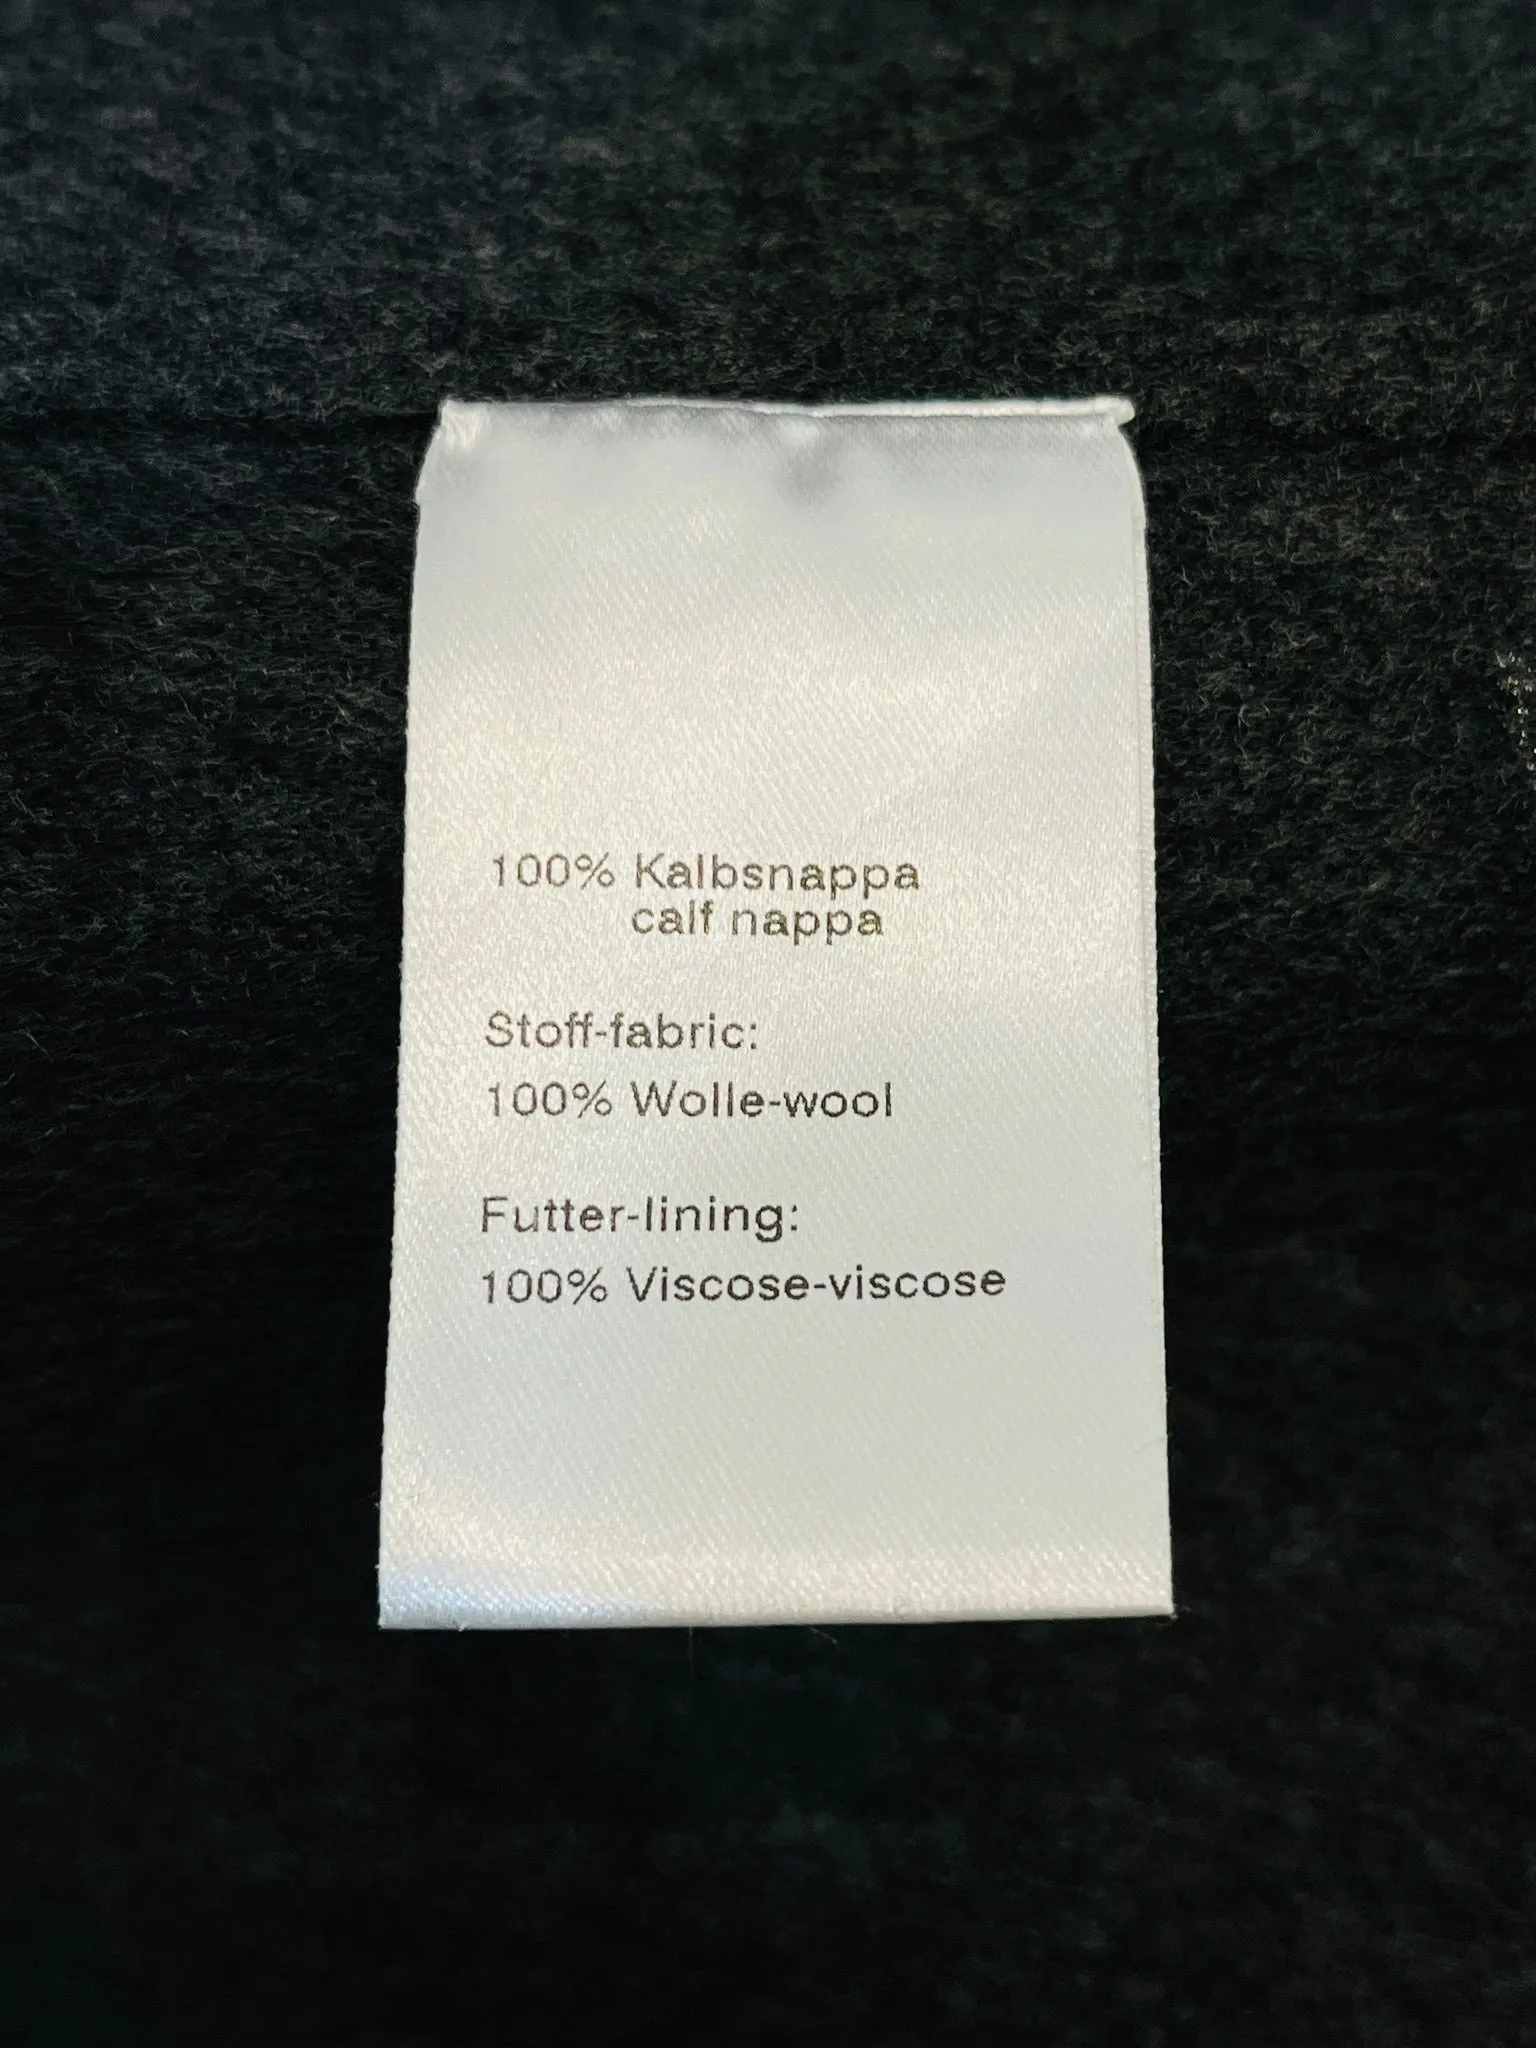 100% Kalbsnappa
calf nappa
Stoff-fabric:
100% Wolle-wool
Futter-lining:
100% Viscose-viscose